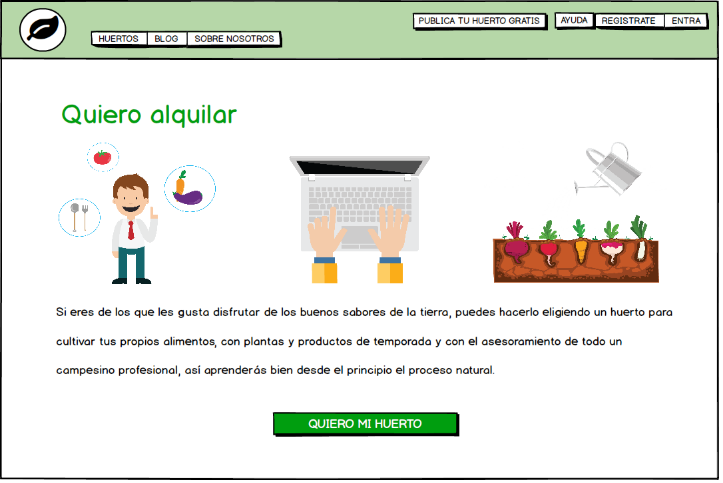 PUBLICA TU HUERTO GRATIS
AYUDA
REGISTRATE
ENTRA
HUERTOS
BLOG
SOBRE NOSOTROS
Quiero alquilar
Si eres de los que les gusta disfrutar de los buenos sabores de la tierra, puedes hacerlo eligiendo un huerto para
cultivar tus propios alimentos, con plantas y productos de temporada y con el asesoramiento de todo un
campesino profesional, así aprenderás bien desde el principio el proceso natural.
QUIERO MI HUERTO